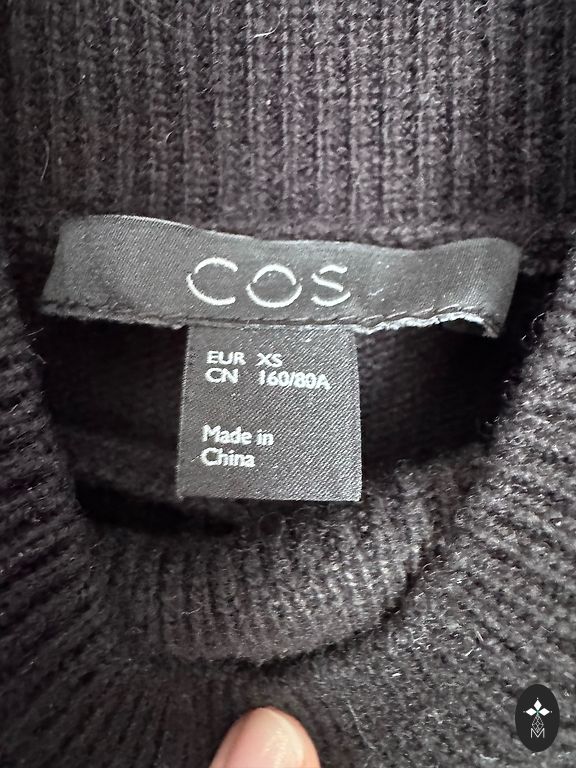 COS
EUR XS
CN 160/80A
Made in
China
M